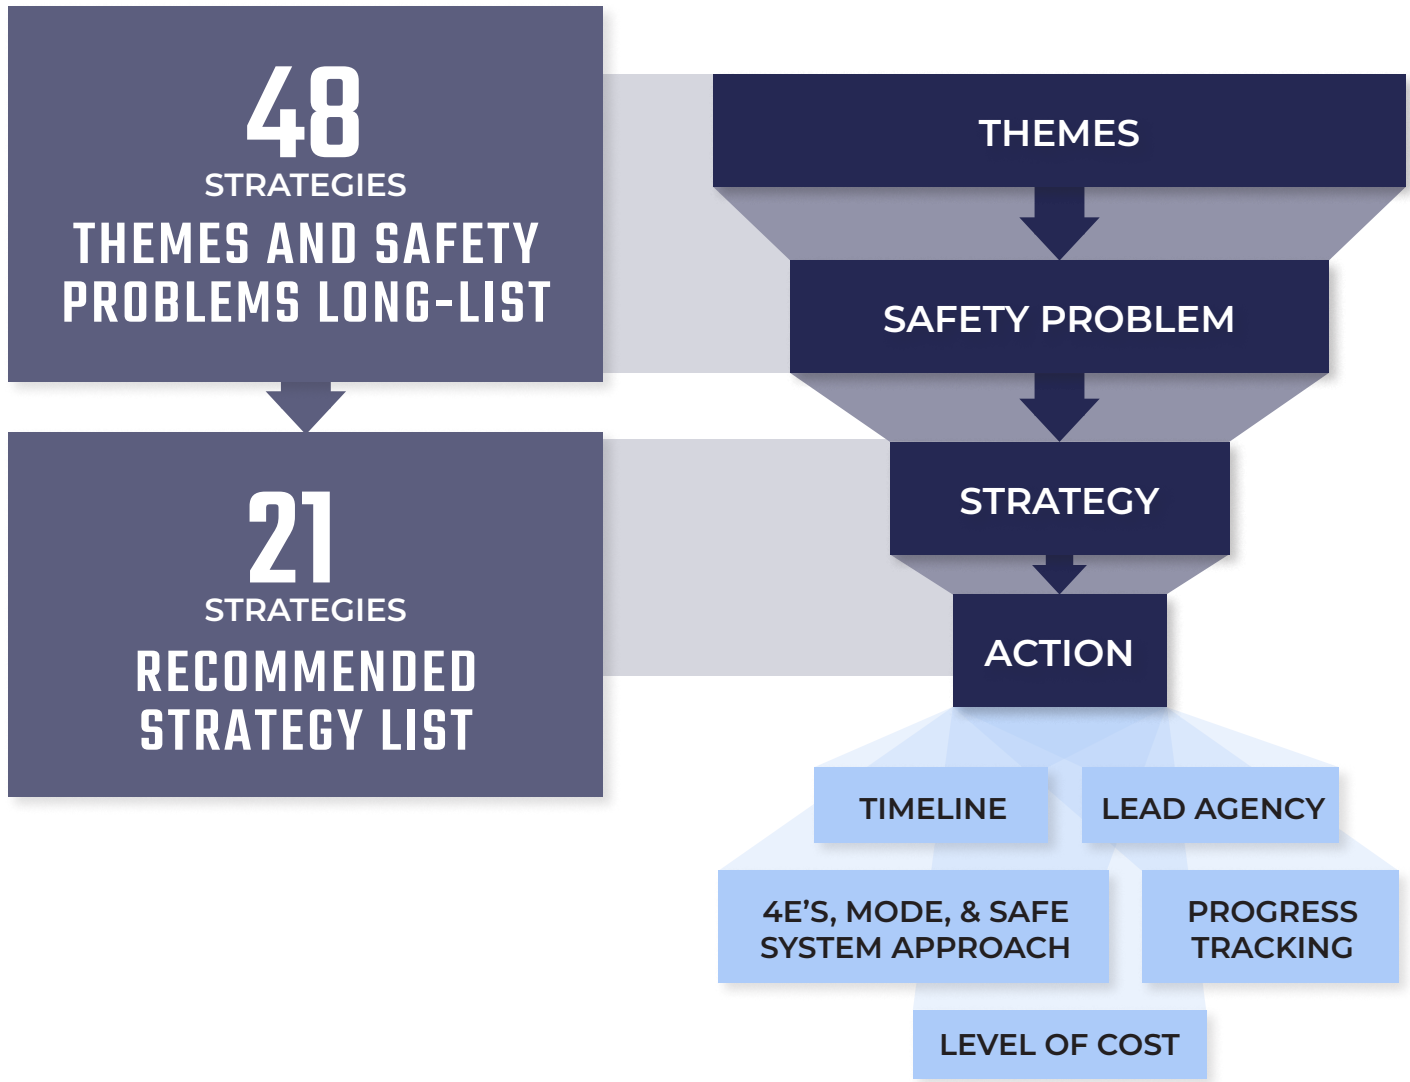 48
STRATEGIES
THEMES AND SAFETY
PROBLEMS LONG-LIST
21
STRATEGIES
RECOMMENDED
STRATEGY LIST
THEMES
SAFETY PROBLEM
STRATEGY
ACTION
TIMELINE
LEAD AGENCY
4E'S, MODE, & SAFE
SYSTEM APPROACH
PROGRESS
TRACKING
LEVEL OF COST